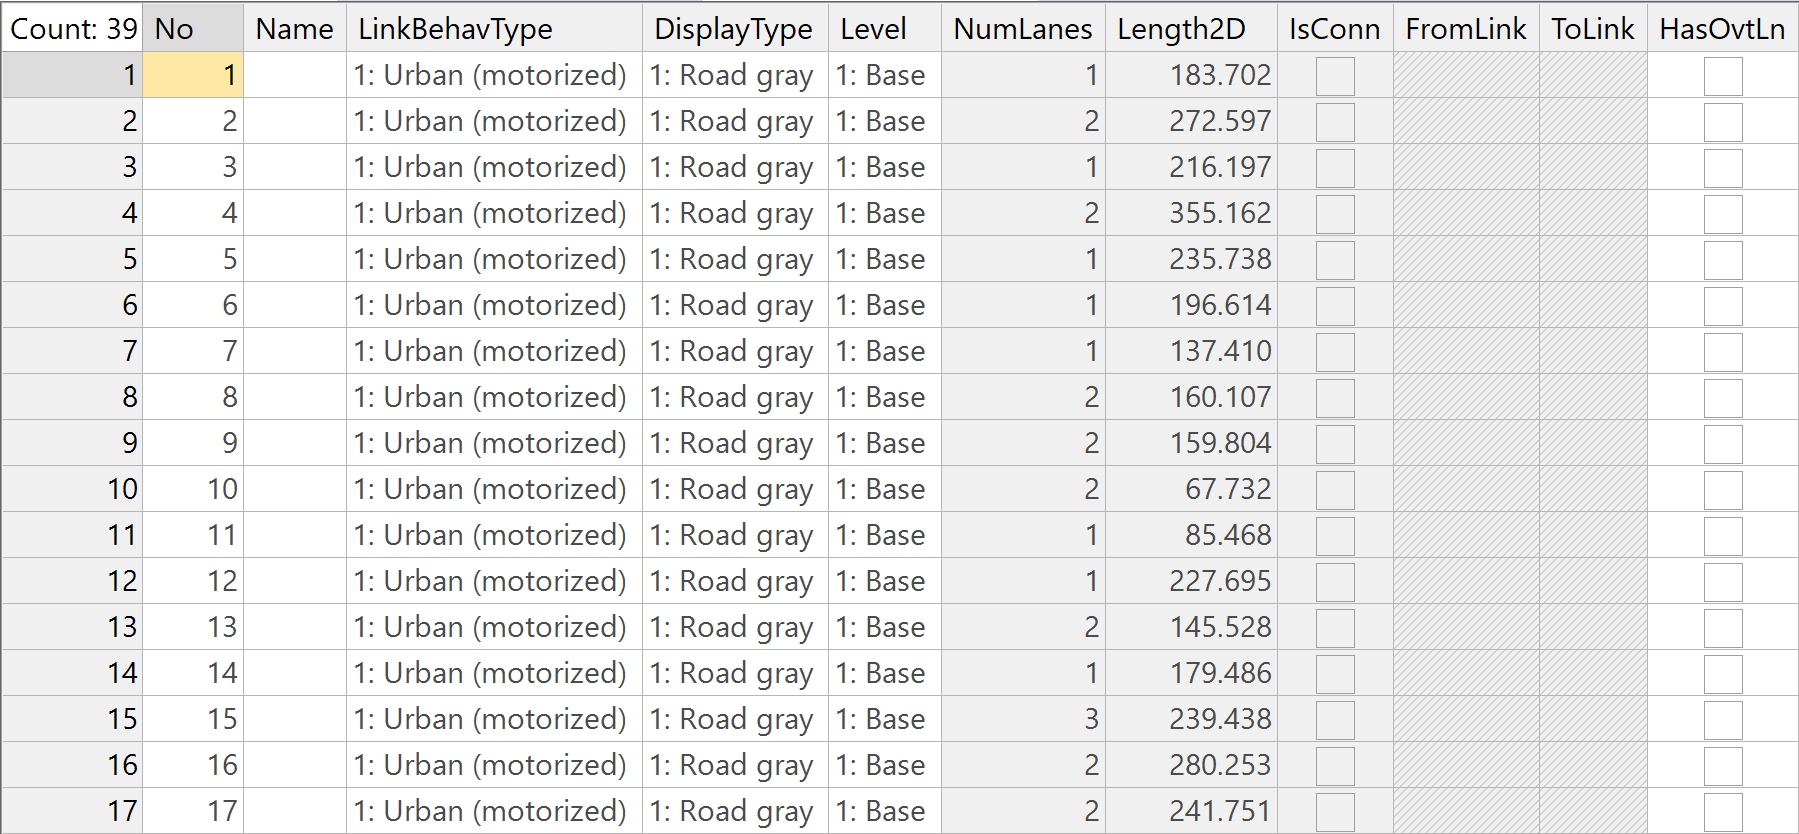 Count: 39 No Name LinkBehavType DisplayType Level NumLanes Length2D IsConn FromLink ToLink HasOvtLn
1 1 1: Urban (motorized) 1: Road gray 1: Base 1 183.702
2 2 1: Urban (motorized) 1: Road gray 1: Base 2 272.597
3 3 1: Urban (motorized) 1: Road gray 1: Base 1 216.197
4 4 1: Urban (motorized) 1: Road gray 1: Base 2 355.162
5 5 1: Urban (motorized) 1: Road gray 1: Base 1 235.738
6 6 1: Urban (motorized) 1: Road gray 1: Base 1 196.614
7 7 1: Urban (motorized) 1: Road gray 1: Base 1 137.410
8 8 1: Urban (motorized) 1: Road gray 1: Base 2 160.107
9 9 1: Urban (motorized) 1: Road gray 1: Base 2 159.804
10 10 1: Urban (motorized) 1: Road gray 1: Base 2 67.732
11 11 1: Urban (motorized) 1: Road gray 1: Base 1 85.468
12 12 1: Urban (motorized) 1: Road gray 1: Base 1 227.695
13 13 1: Urban (motorized) 1: Road gray 1: Base 2 145.528
14 14 1: Urban (motorized) 1: Road gray 1: Base 1 179.486
15 15 1: Urban (motorized) 1: Road gray 1: Base 3 239.438
16 16 1: Urban (motorized) 1: Road gray 1: Base 2 280.253
17 17 1: Urban (motorized) 1: Road gray 1: Base 2 241.751